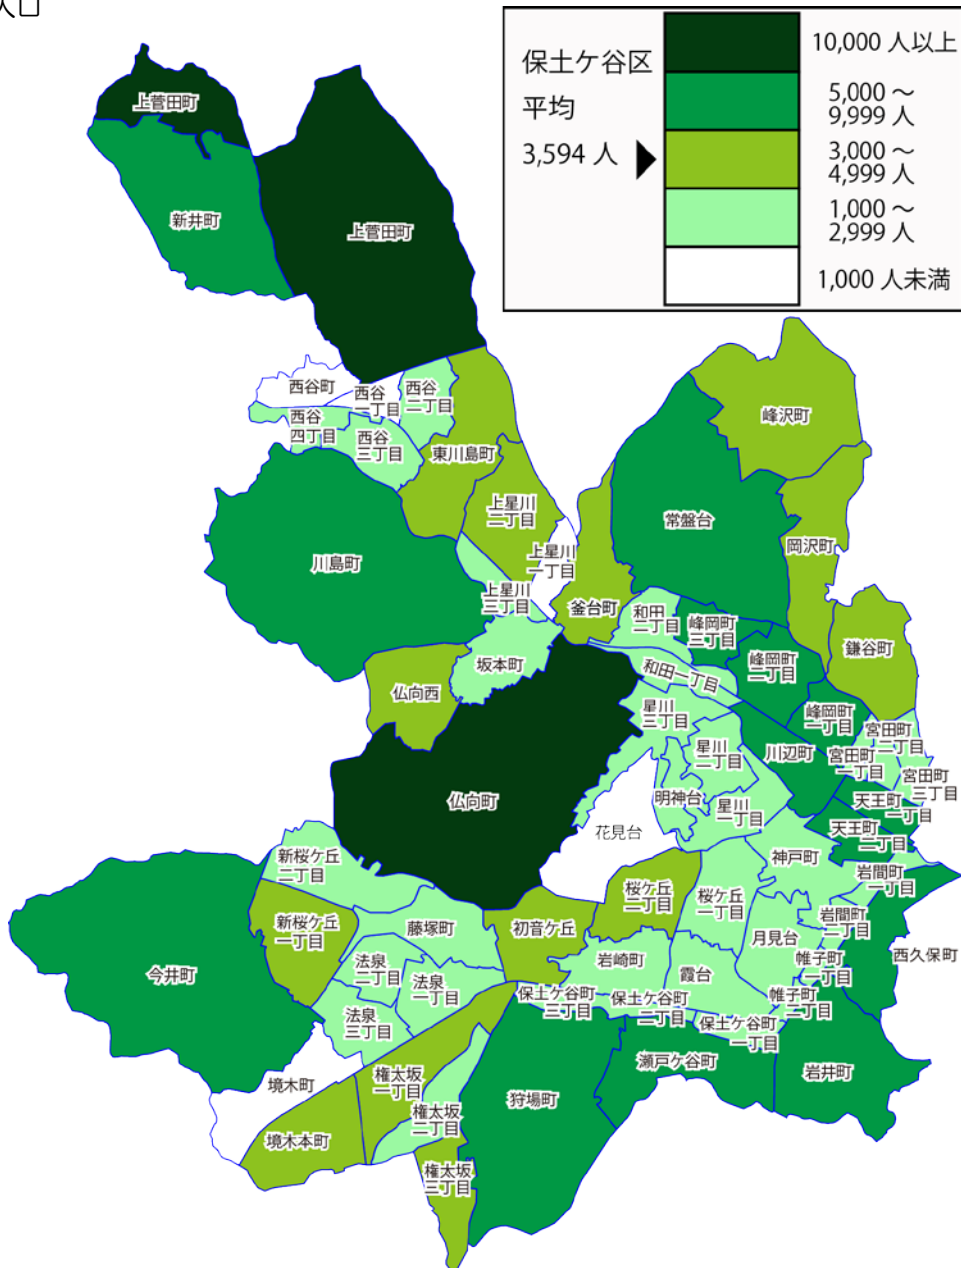 人口
保土ケ谷区
平均
3,594 人
10,000 人以上
5,000 ～
9,999 人
3,000 ～
4,999 人
1,000 ～
2,999 人
1,000 人未満
上菅田町
新井町
上菅田町
西谷町
西谷
一丁目
西谷
二丁目
西谷
四丁目
西谷
三丁目
東川島町
上星川
二丁目
上星川
一丁目
上星川
三丁目
川島町
釜台町
常盤台
峰沢町
岡沢町
鎌谷町
和田
二丁目
峰岡町
三丁目
峰岡町
二丁目
和田一丁目
坂本町
仏向西
星川
三丁目
峰岡町
一丁目
宮田町
二丁目
星川
二丁目
川辺町
宮田町
一丁目
宮田町
三丁目
仏向町
明神台
星川
一丁目
天王町
一丁目
天王町
二丁目
花見台
神戸町
岩間町
一丁目
新桜ケ丘
二丁目
桜ケ丘
二丁目
桜ケ丘
一丁目
岩間町
二丁目
新桜ケ丘
一丁目
藤塚町
初音ケ丘
月見台
西久保町
今井町
法泉
二丁目
法泉
一丁目
岩崎町
霞台
帷子町
一丁目
法泉
三丁目
保土ケ谷町
三丁目
保土ケ谷町
二丁目
帷子町
二丁目
保土ケ谷町
一丁目
境木町
権太坂
一丁目
瀬戸ケ谷町
岩井町
狩場町
権太坂
二丁目
境木本町
権太坂
三丁目